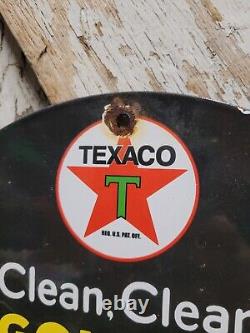 TEXACO
T
REG. U.S. PAT. OFF.
Clean, Clear